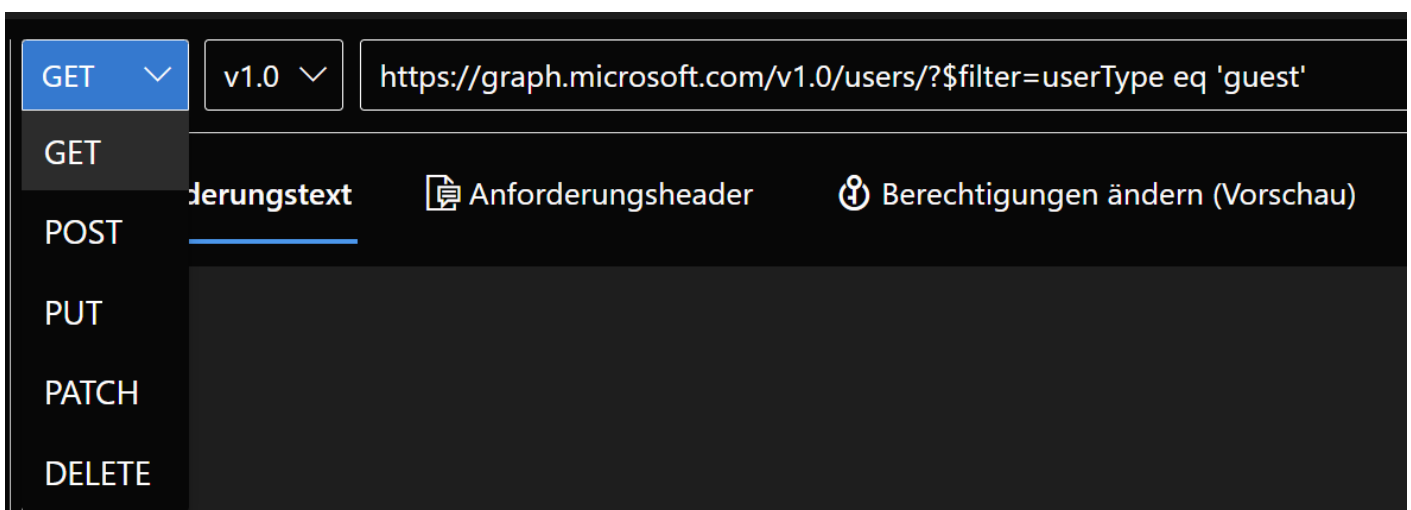 GET v1.0 https://graph.microsoft.com/v1.0/users/?$filter=userType eq 'guest'
GET
derungstext Anforderungsheader Berechtigungen ändern (Vorschau)
POST
PUT
PATCH
DELETE